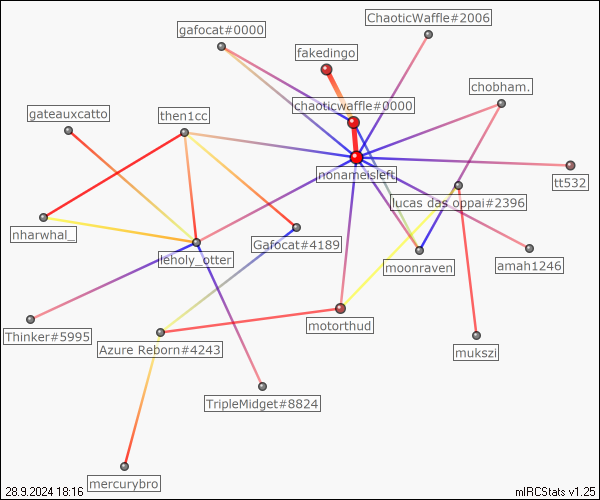 ChaoticWaffle#2006
gafocat#0000
fakedingo
chobham.
chaoticwaffle#0000
gateauxcatto
then1cc
nonameisleft.
tt532
lucas das oppai#2396
nharwhal_
Gafocat#4189
leholy_otter
moonraven
amah1246
motorthud
Thinker#5995
Azure Reborn#4243
mukszi
TripleMidget#8824
mercurybro
28.9.2024 18:16
mIRCStats v1.25